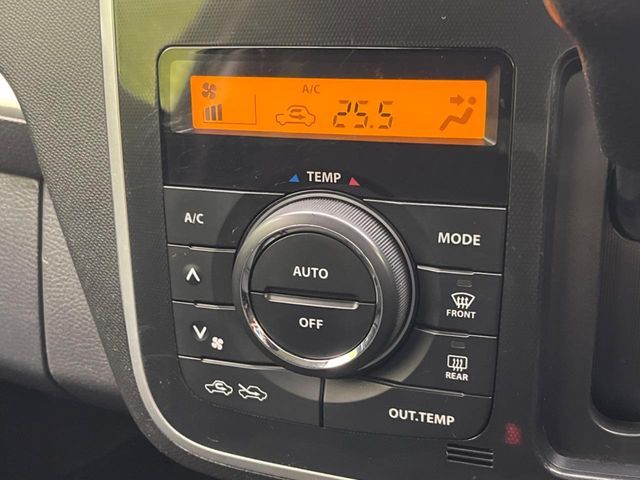 A/C
25.5
TEMP
A/C
MODE
AUTO
OFF
FRONT
REAR
OUT.TEMP